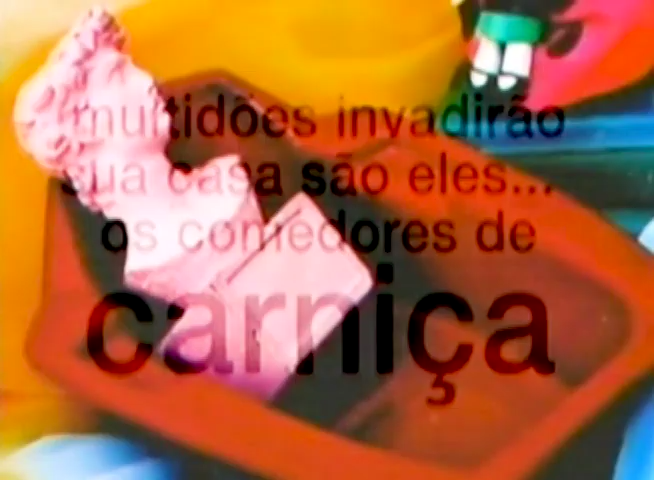 multidões invadirão
sua casa são eles...
os comedores de
carniça